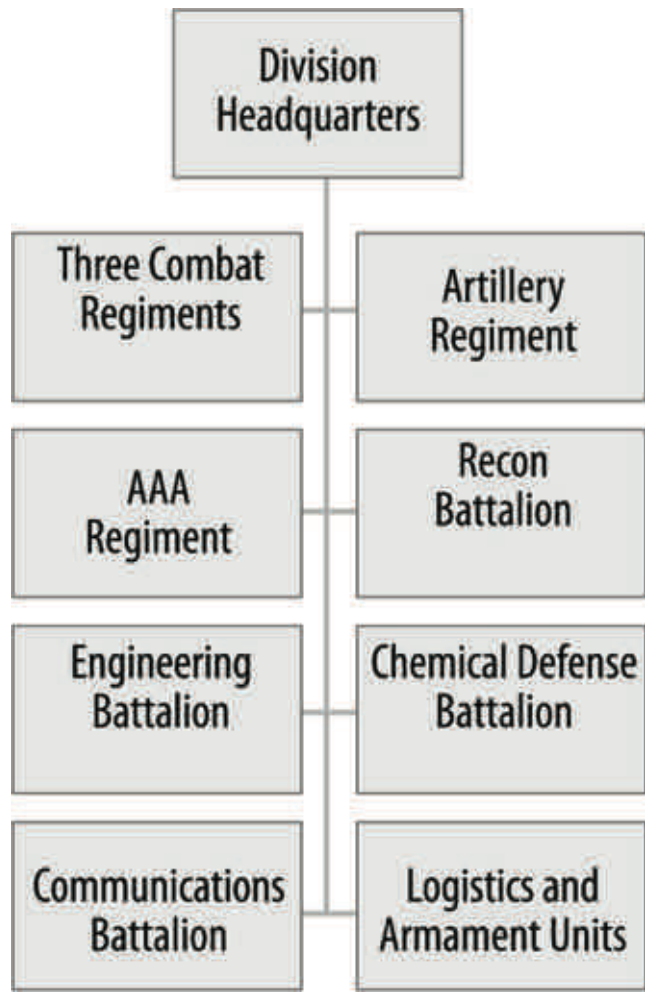 Division
Headquarters
Three Combat
Regiments
Artillery
Regiment
AAA
Regiment
Recon
Battalion
Engineering
Battalion
Chemical Defense
Battalion
Communications
Battalion
Logistics and
Armament Units